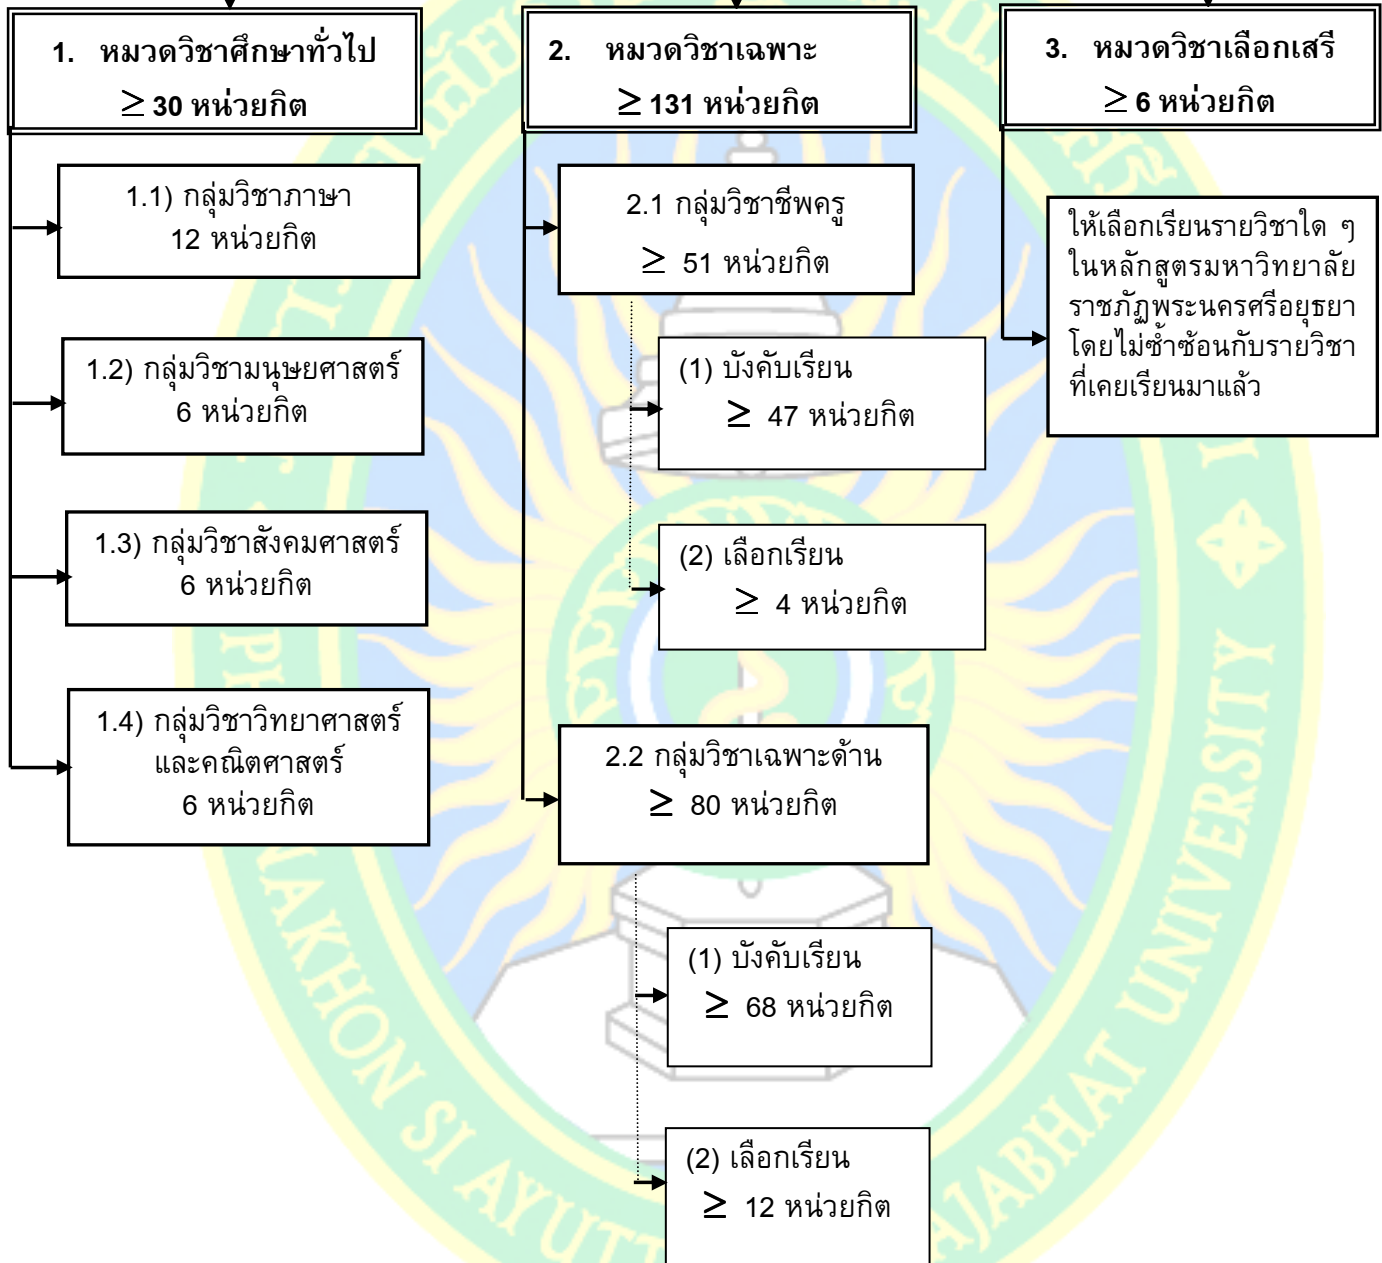 1. หมวดวิชาศึกษาทั่วไป
≥ 30 หน่วยกิต
1.1) กลุ่มวิชาภาษา
12 หน่วยกิต
1.2) กลุ่มวิชามนุษยศาสตร์
6 หน่วยกิต
1.3) กลุ่มวิชาสังคมศาสตร์
6 หน่วยกิต
1.4) กลุ่มวิชาวิทยาศาสตร์
และคณิตศาสตร์
6 หน่วยกิต
2. หมวดวิชาเฉพาะ
≥ 131 หน่วยกิต
2.1 กลุ่มวิชาชีพครู
≥ 51 หน่วยกิต
(1) บังคับเรียน
≥ 47 หน่วยกิต
(2) เลือกเรียน
≥ 4 หน่วยกิต
2.2 กลุ่มวิชาเฉพาะด้าน
≥ 80 หน่วยกิต
(1) บังคับเรียน
≥ 68 หน่วยกิต
(2) เลือกเรียน
≥ 12 หน่วยกิต
3. หมวดวิชาเลือกเสรี
≥ 6 หน่วยกิต
ให้เลือกเรียนรายวิชาใด ๆ
ในหลักสูตรมหาวิทยาลัย
ราชภัฏพระนครศรีอยุธยา
โดยไม่ซ้ำซ้อนกับรายวิชา
ที่เคยเรียนมาแล้ว
NAKHON SI
UNIVERSITY